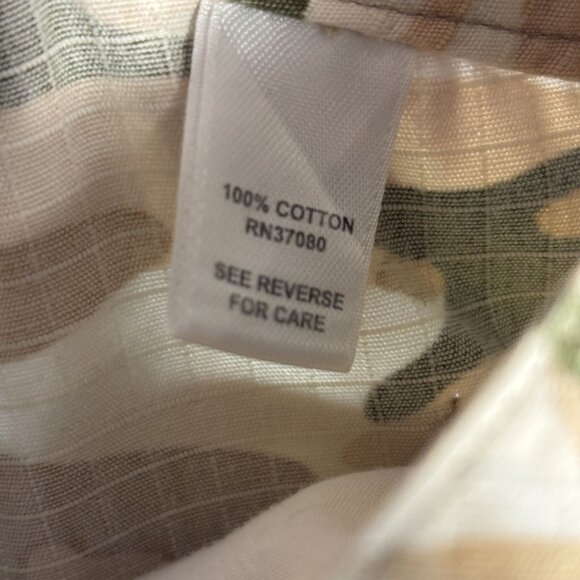 100% COTTON
RN37080
SEE REVERSE
FOR CARE